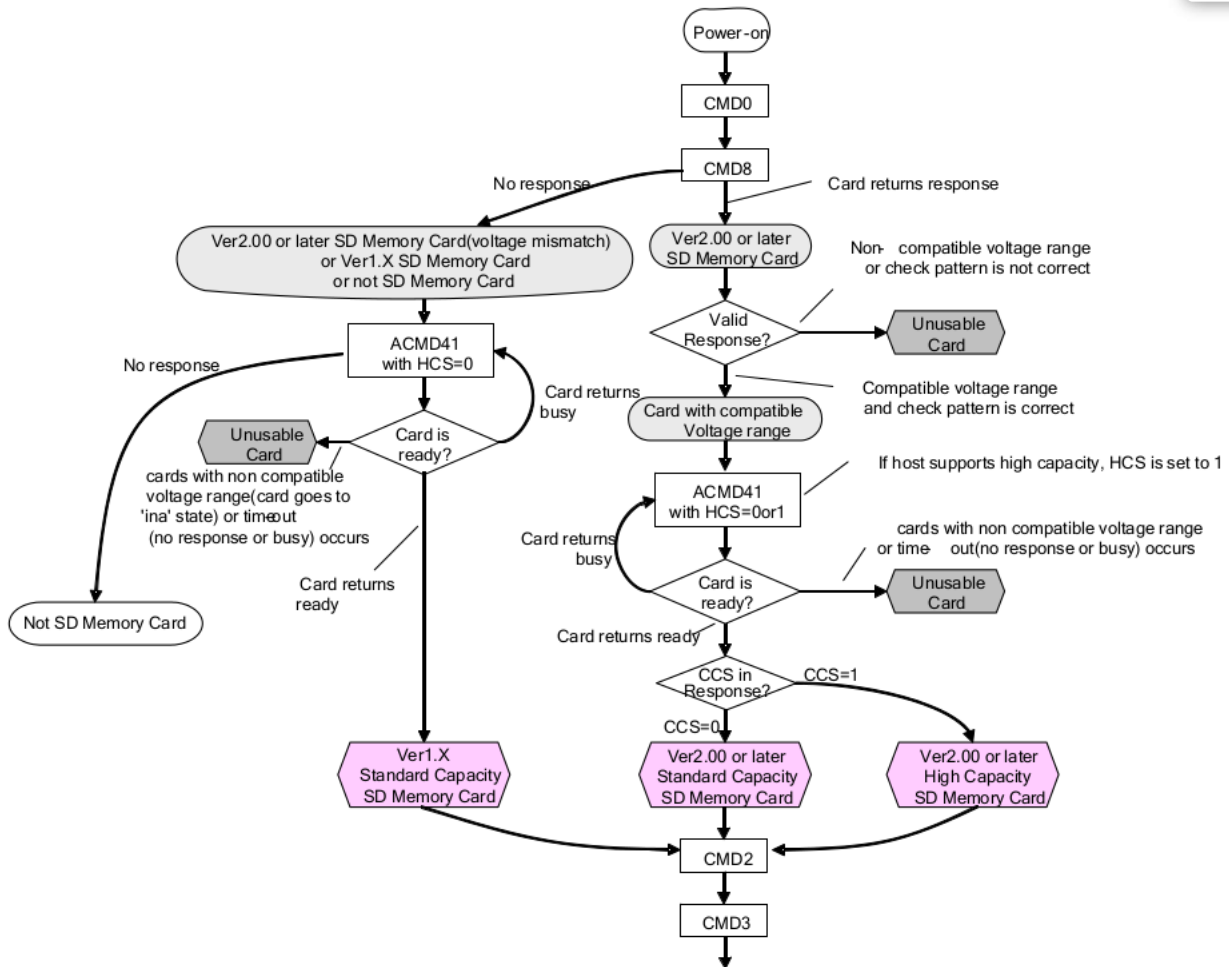 Power-on
CMD0
CMD8
No response
Card returns response
Ver2.00 or later SD Memory Card(voltage mismatch)
or Ver1.X SD Memory Card
or not SD Memory Card
Ver2.00 or later
SD Memory Card
Non- compatible voltage range
or check pattern is not correct
Valid
Response?
Unusable
Card
ACMD41
with HCS=0
No response
Card returns
busy
Compatible voltage range
and check pattern is correct
Card with compatible
Voltage range
Unusable
Card
Card is
ready?
cards with non compatible
voltage range(card goes to
'ina' state) or time-out
(no response or busy) occurs
If host supports high capacity, HCS is set to 1
ACMD41
with HCS=0or1
Card returns
busy
cards with non compatible voltage range
or time- out(no response or busy) occurs
Card returns
ready
Card is
ready?
Unusable
Card
Not SD Memory Card
Card returns ready
CCS in
Response?
CCS=1
CCS=0
Ver1.X
Standard Capacity
SD Memory Card
Ver2.00 or later
Standard Capacity
SD Memory Card
Ver2.00 or later
High Capacity
SD Memory Card
CMD2
CMD3